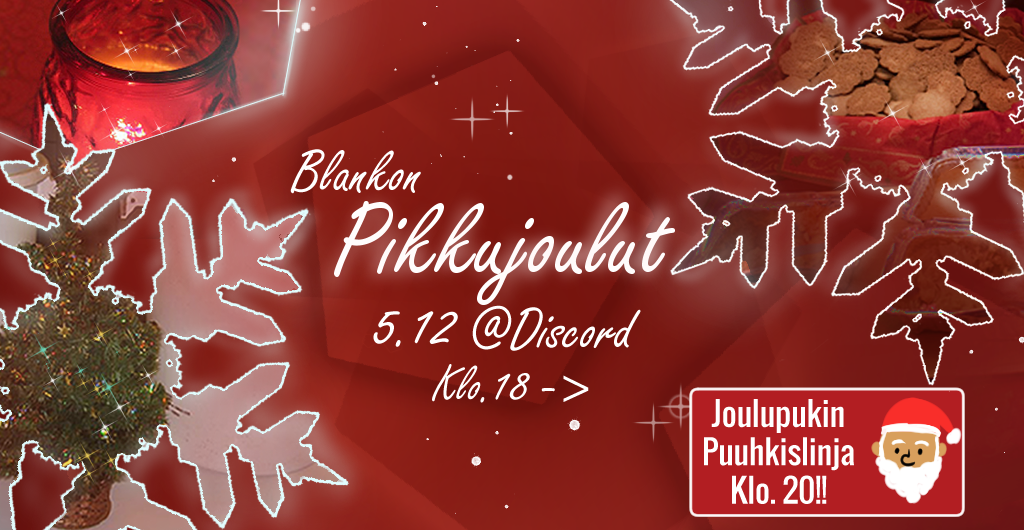 Blankon
Pikkujoulut
5.12 @Discord
Klo.18 ->
Joulupukin
Puuhkislinja
Klo. 20!!